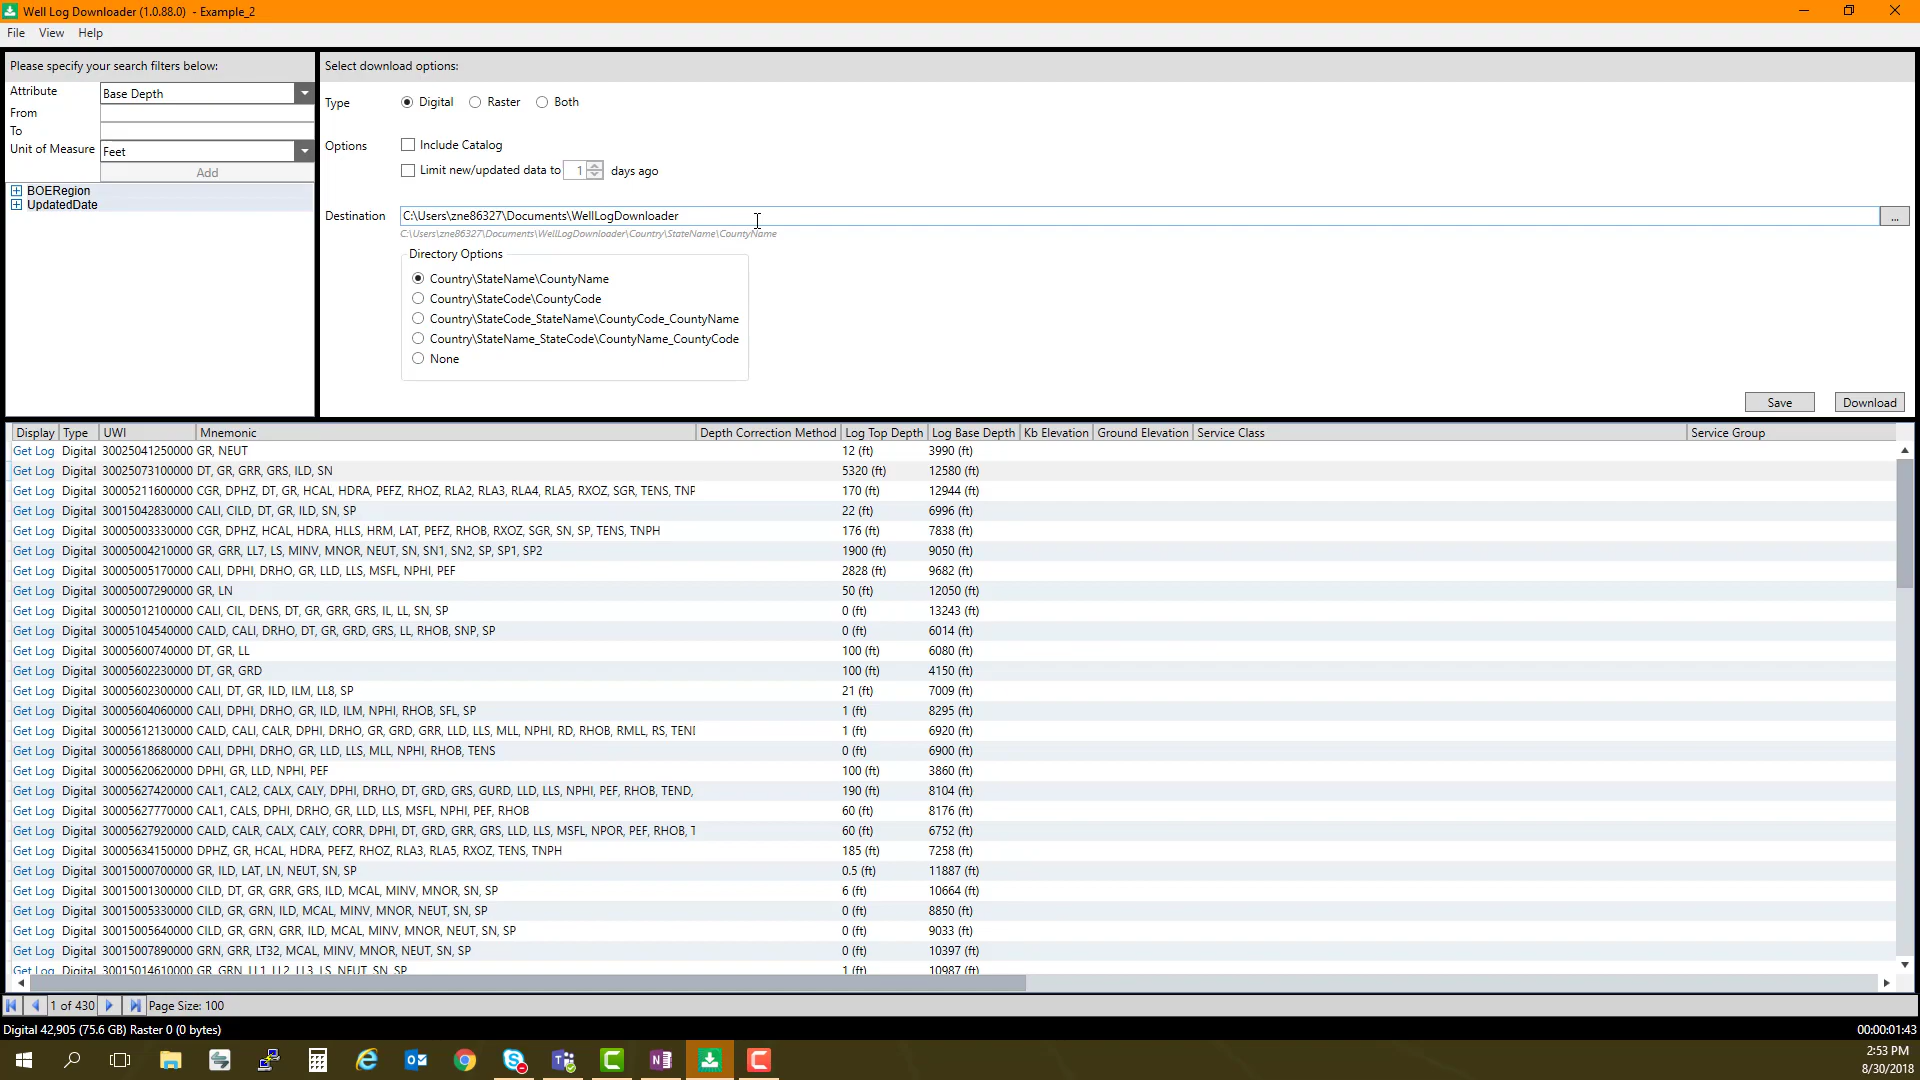 Well Log Downloader (1.0.88.0)  - Example_2
File View Help
Please specify your search filters below:
Attribute Base Depth
From
To
Unit of Measure Feet
Add
BOERegion
UpdatedDate
Select download options:
Type Digital Raster Both
Options Include Catalog
Limit new/updated data to 1 days ago
Destination C:\Users\zne86327\Documents\WellLogDownloader ...
C:\Users\zne86327\Documents\WellLogDownloader\Country\StateName\CountyName
Directory Options
Country\StateName\CountyName
Country\StateCode\CountyCode
Country\StateCode_StateName\CountyCode_CountyName
Country\StateName_StateCode\CountyName_CountyCode
None
Save Download
Display Type UWI Mnemonic Depth Correction Method Log Top Depth Log Base Depth Kb Elevation Ground Elevation Service Class Service Group
Get Log Digital 30025041250000 GR, NEUT 12 (ft) 3990 (ft)
Get Log Digital 30025073100000 DT, GR, GRR, GRS, ILD, SN 5320 (ft) 12580 (ft)
Get Log Digital 30005211600000 CGR, DPHZ, DT, GR, HCAL, HDRA, PEFZ, RHOZ, RLA2, RLA3, RLA4, RLA5, RXOZ, SGR, TENS, TNP 170 (ft) 12944 (ft)
Get Log Digital 30015042830000 CALI, CILD, DT, GR, ILD, SN, SP 22 (ft) 6996 (ft)
Get Log Digital 30005003330000 CGR, DPHZ, HCAL, HDRA, HLLS, HRM, LAT, PEFZ, RHOB, RXOZ, SGR, SN, SP, TENS, TNPH 176 (ft) 7838 (ft)
Get Log Digital 30005004210000 GR, GRR, LL7, LS, MINV, MNOR, NEUT, SN, SN1, SN2, SP, SP1, SP2 1900 (ft) 9050 (ft)
Get Log Digital 30005005170000 CALI, DPHI, DRHO, GR, LLD, LLS, MSFL, NPHI, PEF 2828 (ft) 9682 (ft)
Get Log Digital 30005007290000 GR, LN 50 (ft) 12050 (ft)
Get Log Digital 30005012100000 CALI, CIL, DENS, DT, GR, GRR, GRS, IL, LL, SN, SP 0 (ft) 13243 (ft)
Get Log Digital 30005104540000 CALD, CALI, DRHO, DT, GR, GRD, GRS, LL, RHOB, SNP, SP 0 (ft) 6014 (ft)
Get Log Digital 30005600740000 DT, GR, LL 100 (ft) 6080 (ft)
Get Log Digital 30005602230000 DT, GR, GRD 100 (ft) 4150 (ft)
Get Log Digital 30005602300000 CALI, DT, GR, ILD, ILM, LL8, SP 21 (ft) 7009 (ft)
Get Log Digital 30005604060000 CALI, DPHI, DRHO, GR, ILD, ILM, NPHI, RHOB, SFL, SP 1 (ft) 8295 (ft)
Get Log Digital 30005612130000 CALD, CALI, CALR, DPHI, DRHO, GR, GRD, GRR, LLD, LLS, MLL, NPHI, RD, RHOB, RMLL, RS, TENI 1 (ft) 6920 (ft)
Get Log Digital 30005618680000 CALI, DPHI, DRHO, GR, LLD, LLS, MLL, NPHI, RHOB, TENS 0 (ft) 6900 (ft)
Get Log Digital 30005620620000 DPHI, GR, LLD, NPHI, PEF 100 (ft) 3860 (ft)
Get Log Digital 30005627420000 CAL1, CAL2, CALX, CALY, DPHI, DRHO, DT, GRD, GRS, GURD, LLD, LLS, NPHI, PEF, RHOB, TEND, 190 (ft) 8104 (ft)
Get Log Digital 30005627770000 CAL1, CALS, DPHI, DRHO, GR, LLD, LLS, MSFL, NPHI, PEF, RHOB 60 (ft) 8176 (ft)
Get Log Digital 30005627920000 CALD, CALR, CALX, CALY, CORR, DPHI, DT, GRD, GRR, GRS, LLD, LLS, MSFL, NPOR, PEF, RHOB, T 60 (ft) 6752 (ft)
Get Log Digital 30005634150000 DPHZ, GR, HCAL, HDRA, PEFZ, RHOZ, RLA3, RLA5, RXOZ, TENS, TNPH 185 (ft) 7258 (ft)
Get Log Digital 30015000700000 GR, ILD, LAT, LN, NEUT, SN, SP 0.5 (ft) 11887 (ft)
Get Log Digital 30015001300000 CILD, DT, GR, GRR, GRS, ILD, MCAL, MINV, MNOR, SN, SP 6 (ft) 10664 (ft)
Get Log Digital 30015005330000 CILD, GR, GRN, ILD, MCAL, MINV, MNOR, NEUT, SN, SP 0 (ft) 8850 (ft)
Get Log Digital 30015005640000 CILD, GR, GRN, GRR, ILD, MCAL, MINV, MNOR, NEUT, SN, SP 0 (ft) 9033 (ft)
Get Log Digital 30015007890000 GRN, GRR, LT32, MCAL, MINV, MNOR, NEUT, SN, SP 0 (ft) 10397 (ft)
Get Log Digital 30015014610000 GR, GRN, LL1, LL2, LL3, LS, NEUT, SN, SP 1 (ft) 10987 (ft)
1 of 430 Page Size: 100
Digital 42,905 (75.6 GB) Raster 0 (0 bytes) 00:00:01:43
2:53 PM
8/30/2018